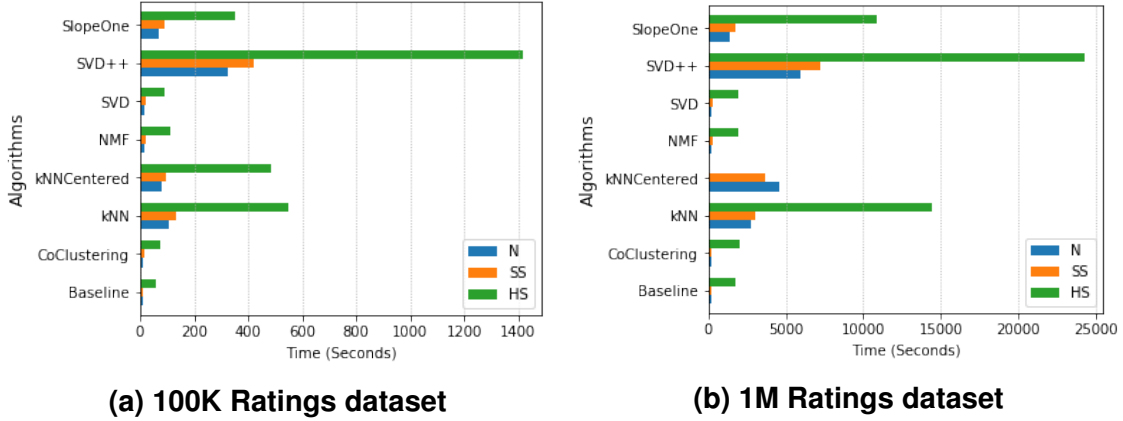 Algorithms
SlopeOne
SVD++
SVD
NMF
kNNCentered
kNN
CoClustering
Baseline
N
SS
HS
0 200 400 600 800 1000 1200 1400
Time (Seconds)
(a) 100K Ratings dataset
Algorithms
SlopeOne
SVD++
SVD
NMF
kNNCentered
kNN
CoClustering
Baseline
N
SS
HS
0 5000 10000 15000 20000 25000
Time (Seconds)
(b) 1M Ratings dataset